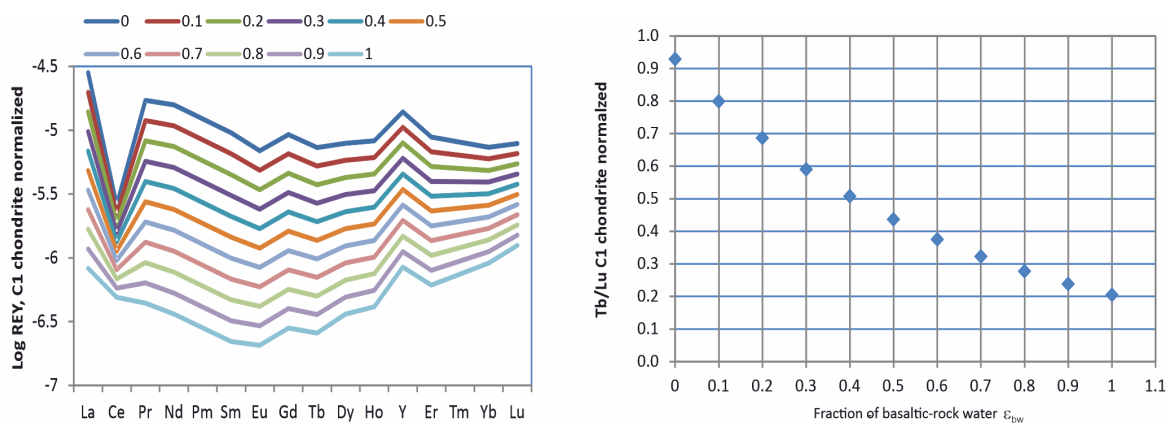 0 0.1 0.2 0.3 0.4 0.5
0.6 0.7 0.8 0.9 1
Log REY, C1 chondrite normalized
-4.5
-5
-5.5
-6
-6.5
-7
La Ce Pr Nd Pm Sm Eu Gd Tb Dy Ho Y Er Tm Yb Lu
Tb/Lu C1 chondrite normalzed
1.0
0.9
0.8
0.7
0.6
0.5
0.4
0.3
0.2
0.1
0.0
0 0.1 0.2 0.3 0.4 0.5 0.6 0.7 0.8 0.9 1 1.1
Fraction of basaltic-rock water εbw